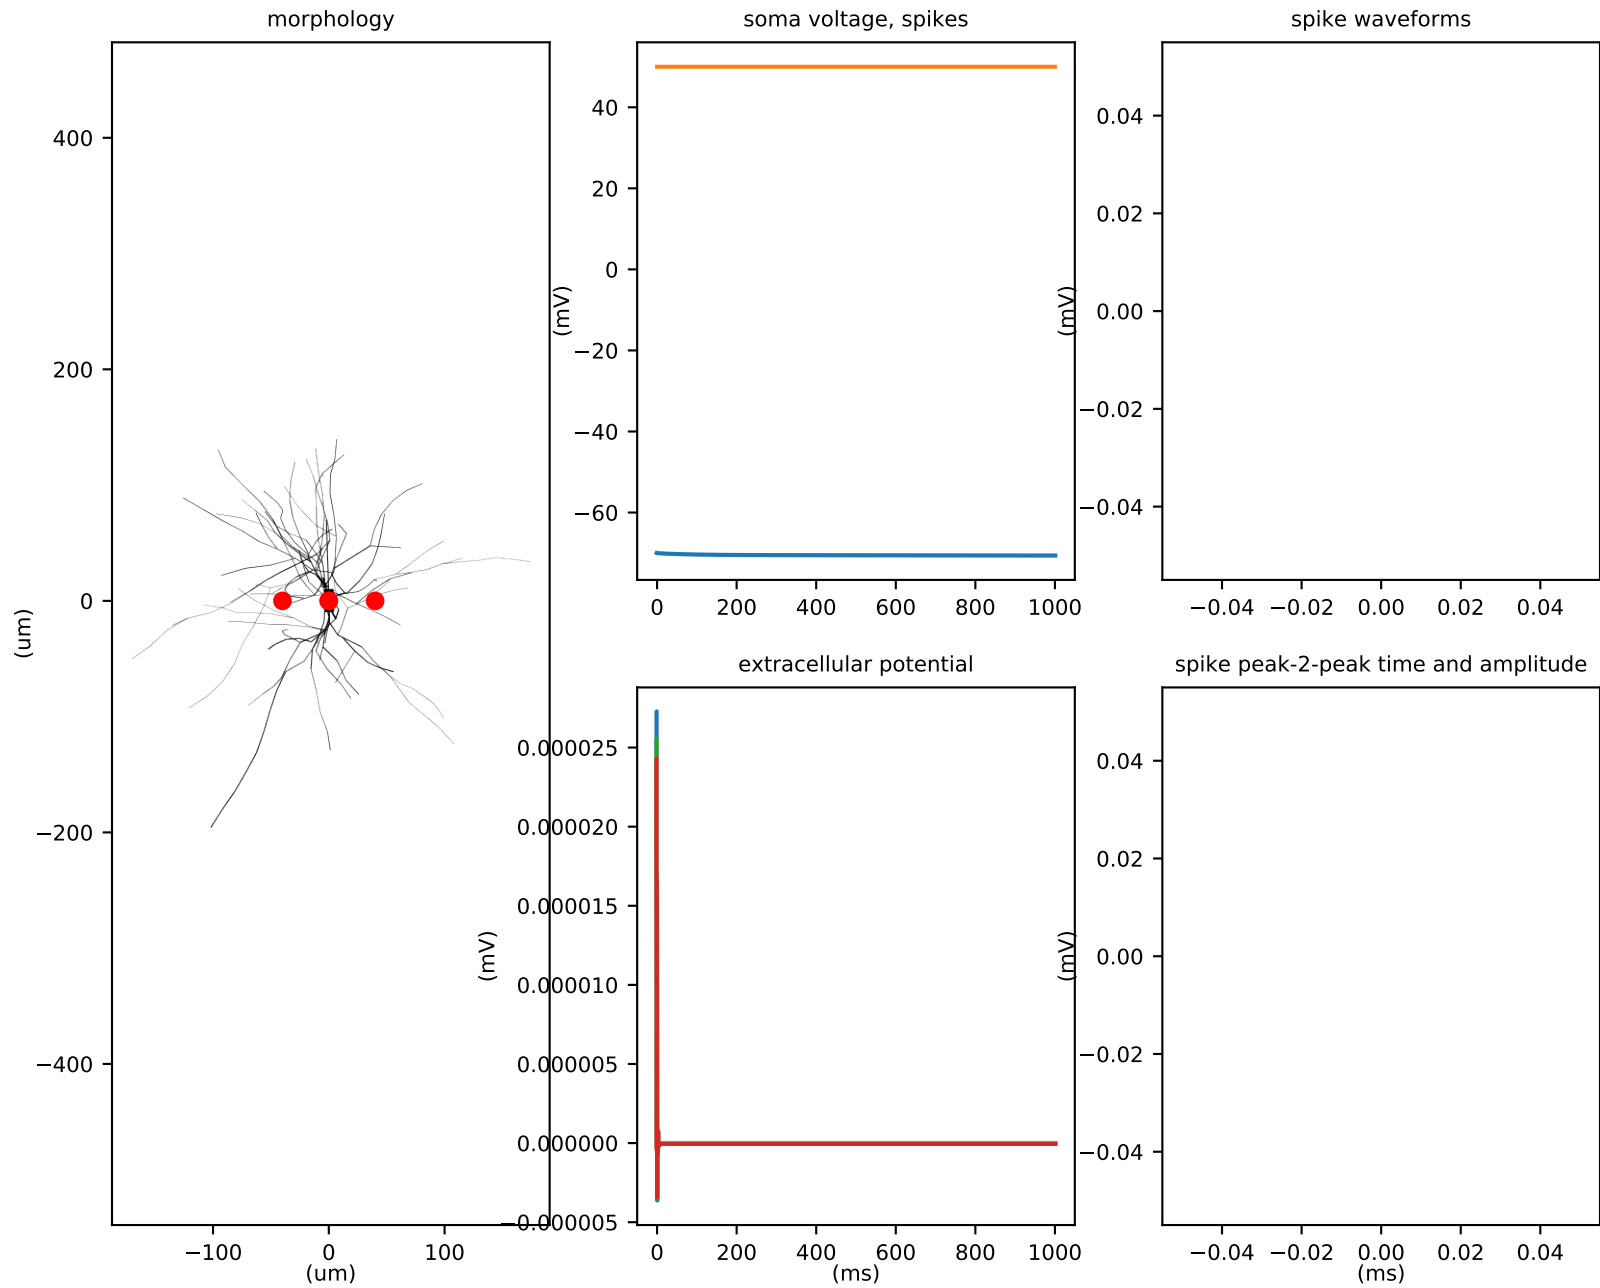 morphology
400
200
0
−200
−400
(um)
−100 0 100
(um)
soma voltage, spikes
40
20
0
−20
−40
−60
(mV)
0 200 400 600 800 1000
spike waveforms
0.04
0.02
0.00
−0.02
−0.04
(mV)
−0.04 −0.02 0.00 0.02 0.04
extracellular potential
0.000025
0.000020
0.000015
0.000010
0.000005
0.000000
−0.000005
(mV)
0 200 400 600 800 1000
(ms)
spike peak-2-peak time and amplitude
0.04
0.02
0.00
−0.02
−0.04
(mV)
−0.04 −0.02 0.00 0.02 0.04
(ms)